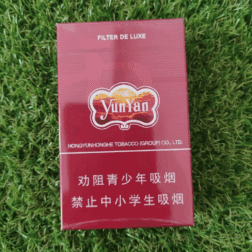 FILTER DE LUXE
YunYan
HONGYUNHONGHE TOBACCO (GROUP) CO., LTD.
劝阻青少年吸烟
禁止中小学生吸烟